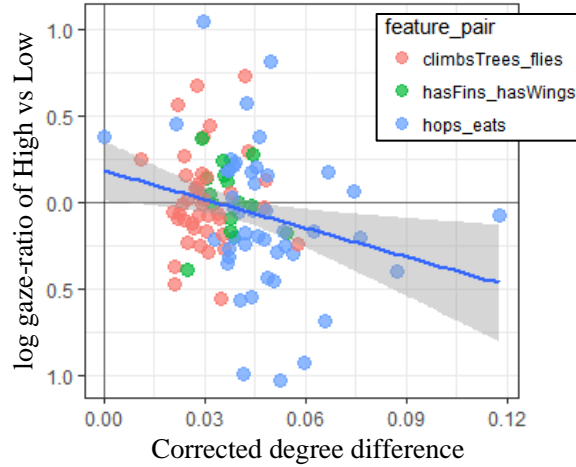 feature_pair
climbsTrees_flies
hasFins_hasWings
hops_eats
log gaze-ratio of High vs Low
1.0
0.5
0.0
0.5
1.0
0.00
0.03
0.06
0.09
0.12
Corrected degree difference